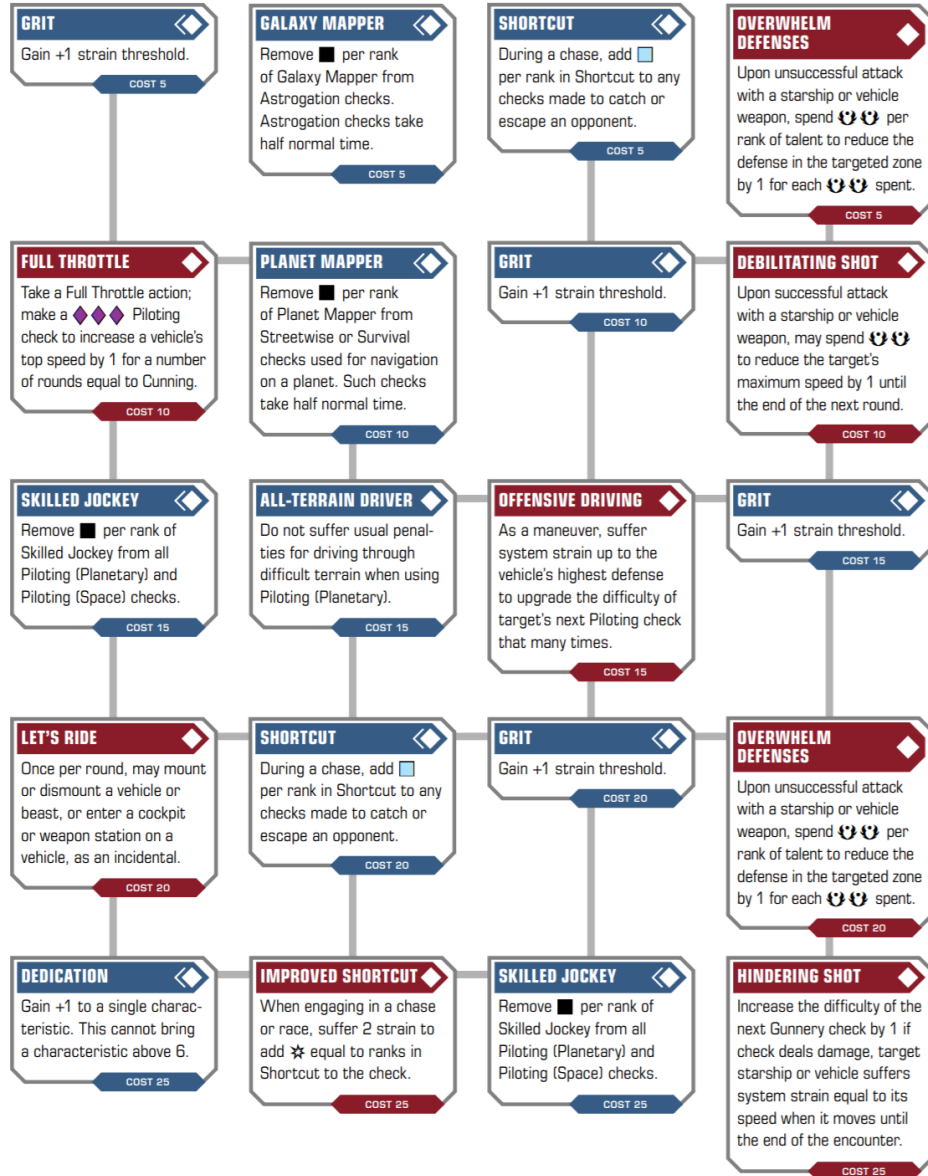 GRIT
Gain +1 strain threshold.
COST 5
GALAXY MAPPER
Remove ■ per rank
of Galaxy Mapper from
Astrogation checks.
Astrogation checks take
half normal time.
COST 5
SHORTCUT
During a chase, add □
per rank in Shortcut to any
checks made to catch or
escape an opponent.
COST 5
OVERWHELM
DEFENSES
Upon unsuccessful attack
with a starship or vehicle
weapon, spend per
rank of talent to reduce the
defense in the targeted zone
by 1 for each spent.
COST 5
FULL THROTTLE
Take a Full Throttle action;
make a ◆◆◆ Piloting
check to increase a vehicle's
top speed by 1 for a number
of rounds equal to Cunning.
COST 10
PLANET MAPPER
Remove ■ per rank
of Planet Mapper from
Streetwise or Survival
checks used for navigation
on a planet. Such checks
take half normal time.
COST 10
GRIT
Gain +1 strain threshold.
COST 10
DEBILITATING SHOT
Upon successful attack
with a starship or vehicle
weapon, may spend
to reduce the target's
maximum speed by 1 until
the end of the next round.
COST 10
SKILLED JOCKEY
Remove ■ per rank of
Skilled Jockey from all
Piloting (Planetary) and
Piloting (Space) checks.
COST 15
ALL-TERRAIN DRIVER
Do not suffer usual penal-
ties for driving through
difficult terrain when using
Piloting (Planetary).
COST 15
OFFENSIVE DRIVING
As a maneuver, suffer
system strain up to the
vehicle's highest defense
to upgrade the difficulty of
target's next Piloting check
that many times.
COST 15
GRIT
Gain +1 strain threshold.
COST 15
LET'S RIDE
Once per round, may mount
or dismount a vehicle or
beast, or enter a cockpit
or weapon station on a
vehicle, as an incidental.
COST 20
SHORTCUT
During a chase, add □
per rank in Shortcut to any
checks made to catch or
escape an opponent.
COST 20
GRIT
Gain +1 strain threshold.
COST 20
OVERWHELM
DEFENSES
Upon unsuccessful attack
with a starship or vehicle
weapon, spend per
rank of talent to reduce the
defense in the targeted zone
by 1 for each spent.
COST 20
DEDICATION
Gain +1 to a single charac-
teristic. This cannot bring
a characteristic above 6.
COST 25
IMPROVED SHORTCUT
When engaging in a chase
or race, suffer 2 strain to
add equal to ranks in
Shortcut to the check.
COST 25
SKILLED JOCKEY
Remove ■ per rank of
Skilled Jockey from all
Piloting (Planetary) and
Piloting (Space) checks.
COST 25
HINDERING SHOT
Increase the difficulty of the
next Gunnery check by 1 if
check deals damage, target
starship or vehicle suffers
system strain equal to its
speed when it moves until
the end of the encounter.
COST 25